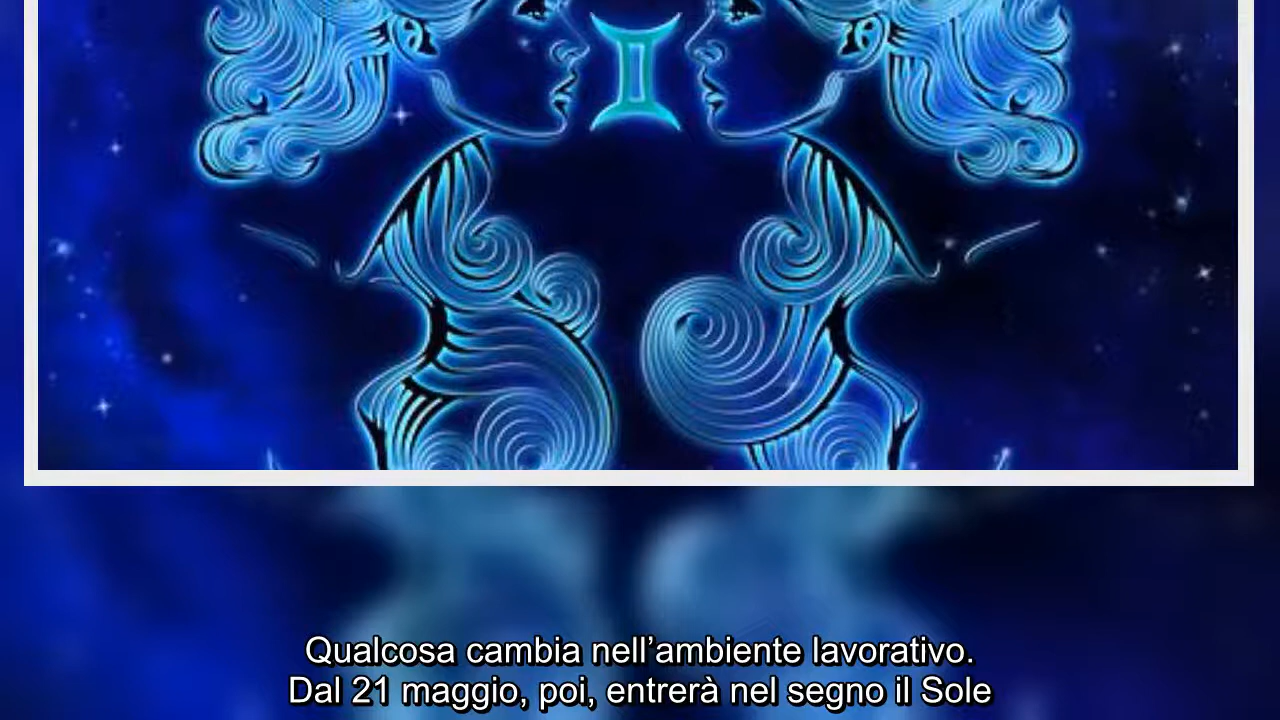 Qualcosa cambia nell’ambiente lavorativo.
Dal 21 maggio, poi, entrerà nel segno il Sole